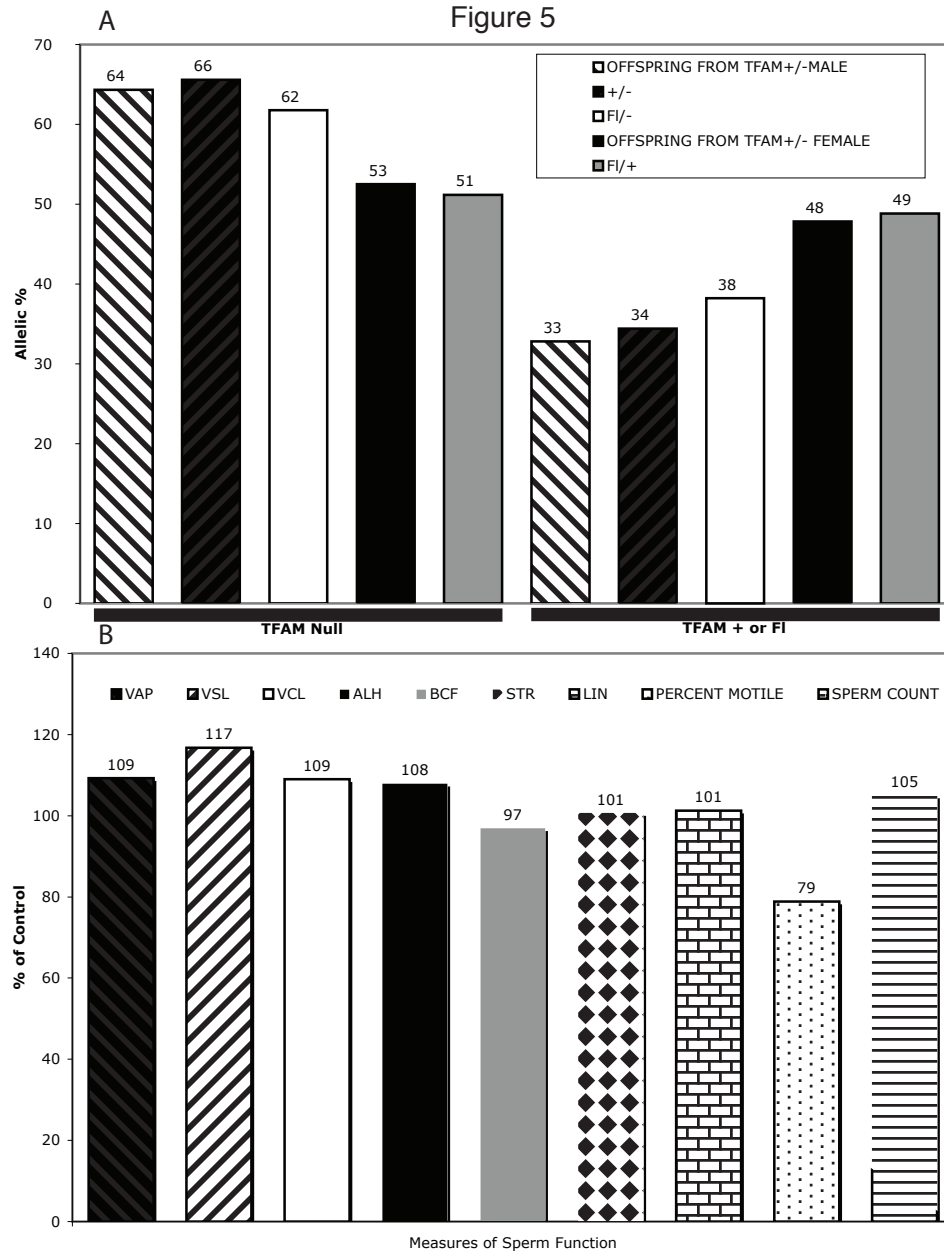 Figure 5
A
70
60
50
40
30
20
10
0
Allelic %
64
66
62
53
51
33
34
38
48
49
OFFSPRING FROM TFAM+/-MALE
+/-
Fl/-
OFFSPRING FROM TFAM+/- FEMALE
Fl/+
TFAM Null
TFAM + or Fl
B
140
120
100
80
60
40
20
0
% of Control
VAP VSL VCL ALH BCF STR LIN PERCENT MOTILE SPERM COUNT
109
117
109
108
97
101
101
79
105
Measures of Sperm Function